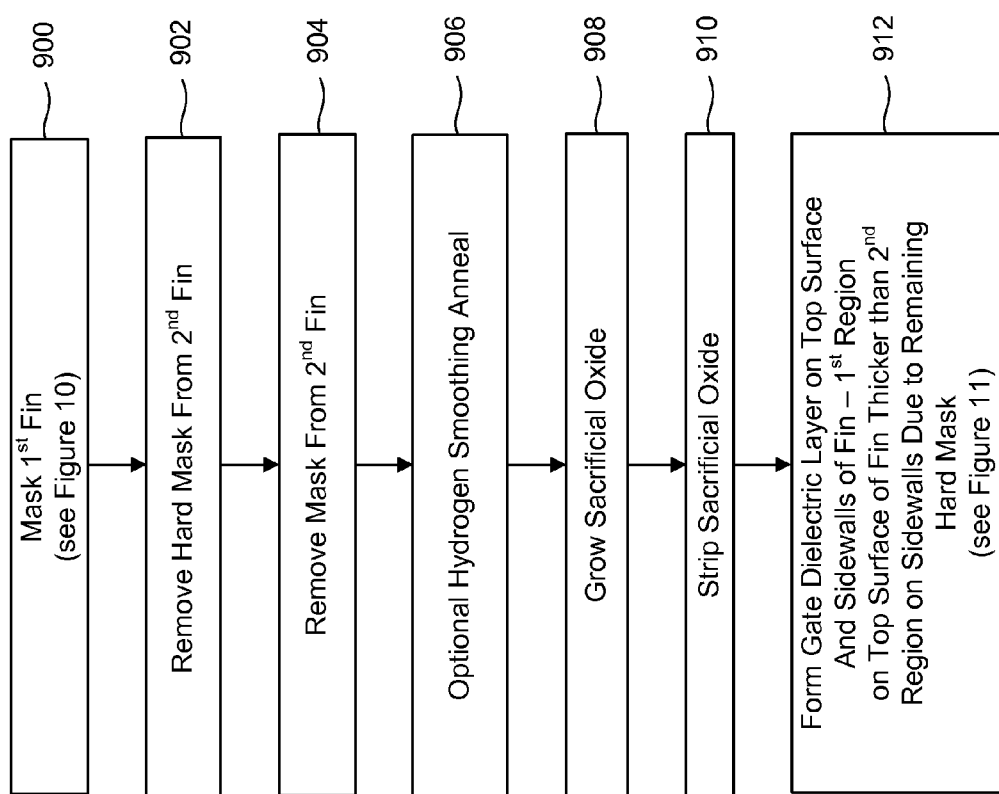 Mask 1st Fin
(see Figure 10)
900
Remove Hard Mask From 2nd Fin
902
Remove Mask From 2nd Fin
904
Optional Hydrogen Smoothing Anneal
906
Grow Sacrificial Oxide
908
Strip Sacrificial Oxide
910
Form Gate Dielectric Layer on Top Surface
And Sidewalls of Fin – 1st Region
on Top Surface of Fin Thicker than 2nd
Region on Sidewalls Due to Remaining
Hard Mask
(see Figure 11)
912